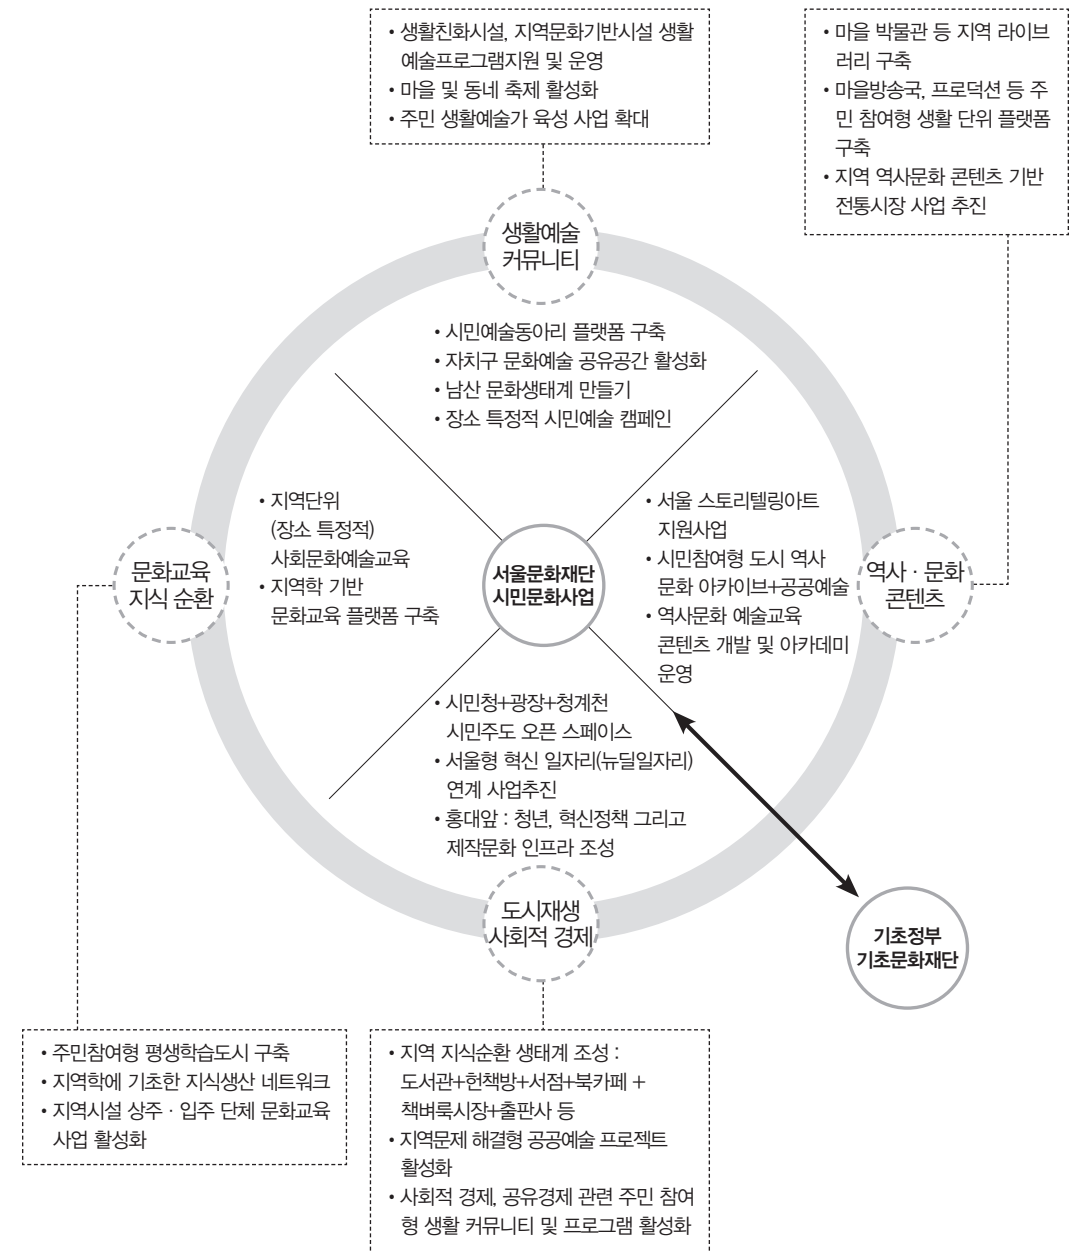 • 생활친화시설, 지역문화기반시설 생활
예술프로그램지원 및 운영
• 마을 및 동네 축제 활성화
• 주민 생활예술가 육성 사업 확대
• 마을 박물관 등 지역 라이브
러리 구축
• 마을방송국, 프로덕션 등 주
민 참여형 생활 단위 플랫폼
구축
• 지역 역사문화 콘텐츠 기반
전통시장 사업 추진
생활예술
커뮤니티
• 시민예술동아리 플랫폼 구축
• 자치구 문화예술 공유공간 활성화
• 남산 문화생태계 만들기
• 장소 특정적 시민예술 캠페인
문화교육
지식 순환
• 지역단위
(장소 특정적)
사회문화예술교육
• 지역학 기반
문화교육 플랫폼 구축
서울문화재단
시민문화사업
• 서울 스토리텔링아트
지원사업
• 시민참여형 도시 역사
문화 아카이브+공공예술
• 역사문화 예술교육
콘텐츠 개발 및 아카데미
운영
역사 · 문화
콘텐츠
• 시민청+광장+청계천
시민주도 오픈 스페이스
• 서울형 혁신 일자리(뉴딜일자리)
연계 사업추진
• 홍대앞 : 청년, 혁신정책 그리고
제작문화 인프라 조성
도시재생
사회적 경제
기초정부
기초문화재단
• 주민참여형 평생학습도시 구축
• 지역학에 기초한 지식생산 네트워크
• 지역시설 상주 · 입주 단체 문화교육
사업 활성화
• 지역 지식순환 생태계 조성 :
도서관+헌책방+서점+북카페 +
책벼룩시장+출판사 등
• 지역문제 해결형 공공예술 프로젝트
활성화
• 사회적 경제, 공유경제 관련 주민 참여
형 생활 커뮤니티 및 프로그램 활성화